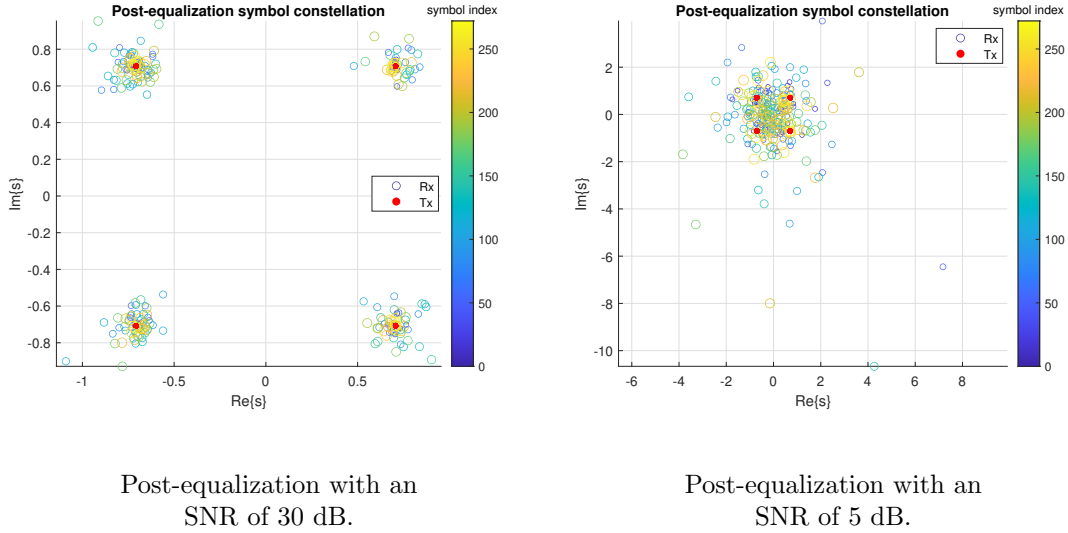 Post-equalization symbol constellation
symbol index
0.8
0.6
0.4
0.2
0
-0.2
-0.4
-0.6
-0.8
Im{s}
-1
-0.5
0
0.5
Re{s}
Rx
Tx
250
200
150
100
50
0
Post-equalization symbol constellation
symbol index
2
0
-2
-4
-6
-8
-10
Im{s}
-6
-4
-2
0
2
4
6
8
Re{s}
Rx
Tx
250
200
150
100
50
0
Post-equalization with an
SNR of 30 dB.
Post-equalization with an
SNR of 5 dB.